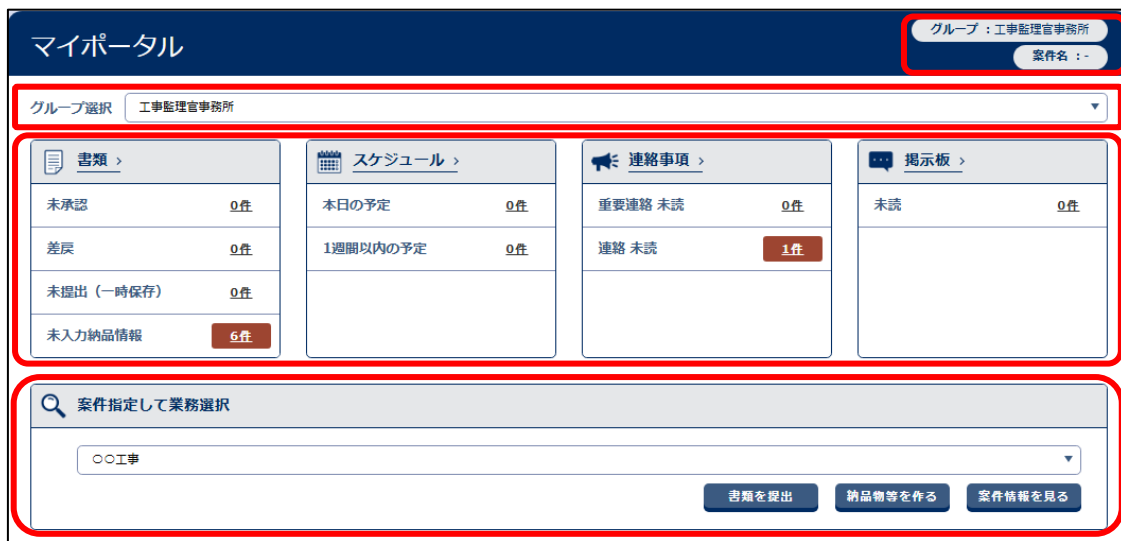 マイポータル
グループ ：工事監理官事務所
案件名 ：-
グループ選択 工事監理官事務所
書類 >
未承認 0件
差戻 0件
未提出（一時保存） 0件
未入力納品情報 6件
スケジュール >
本日の予定 0件
1週間以内の予定 0件
連絡事項 >
重要連絡 未読 0件
連絡 未読 1件
掲示板 >
未読 0件
案件指定して業務選択
○○工事
書類を提出 納品物等を作る 案件情報を見る